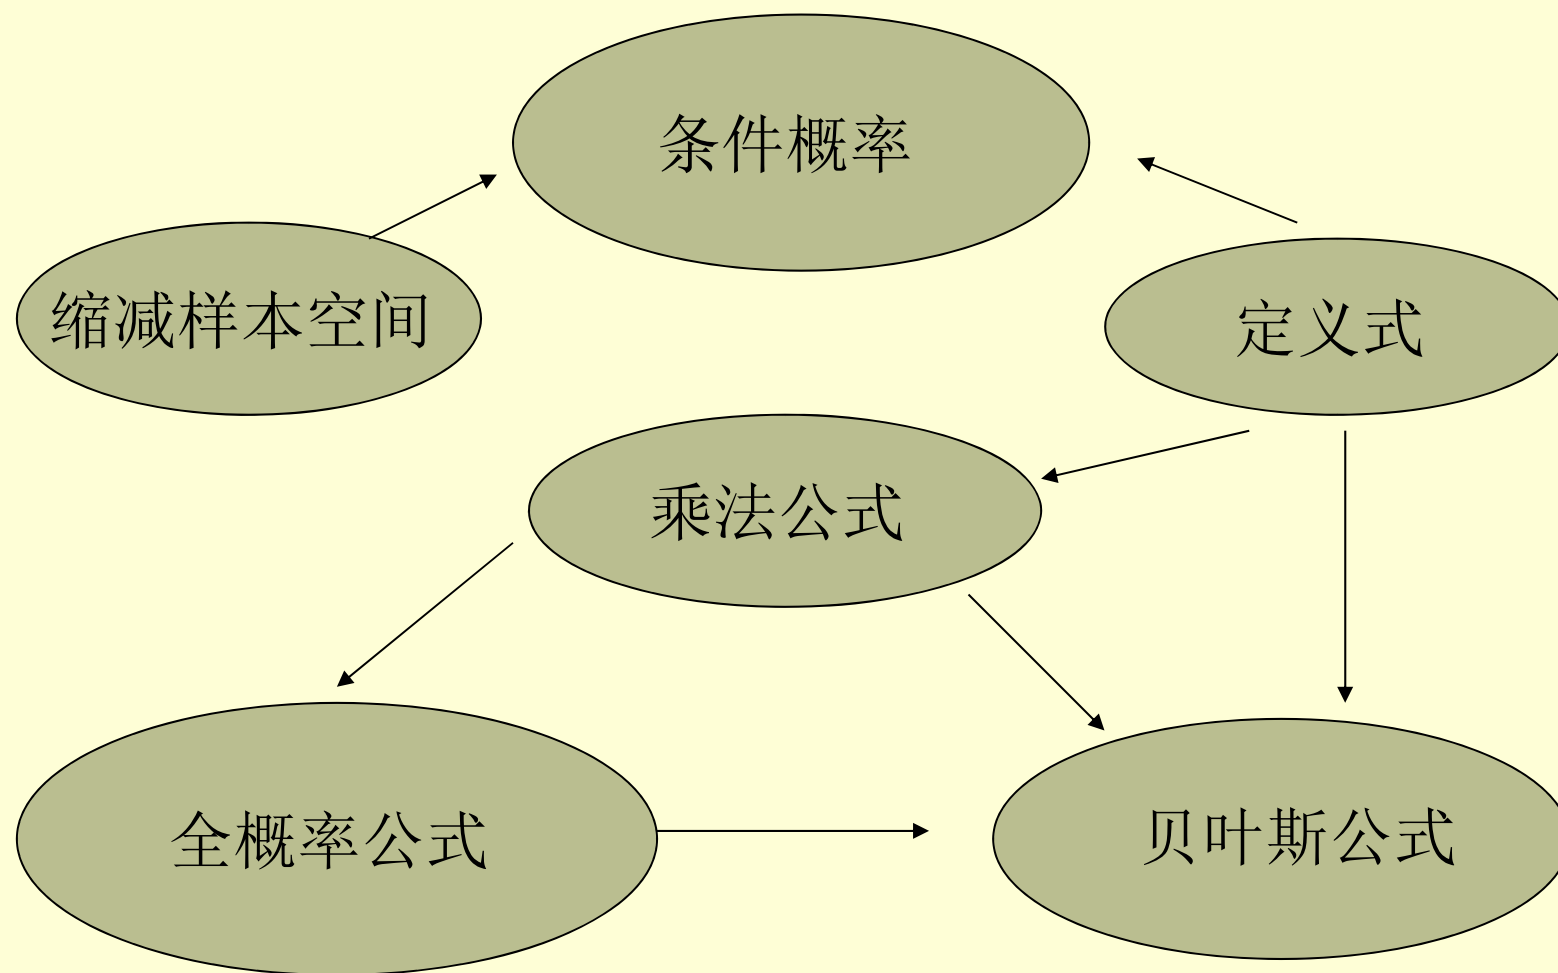 条件概率
缩减样本空间
定义式
乘法公式
全概率公式
贝叶斯公式